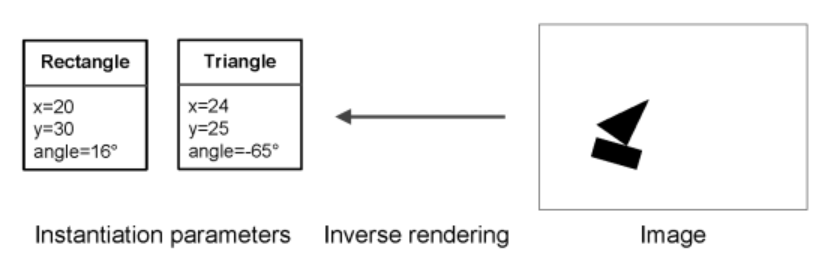 Rectangle
x=20
y=30
angle=16°
Triangle
x=24
y=25
angle=-65°
Instantiation parameters
Inverse rendering
Image